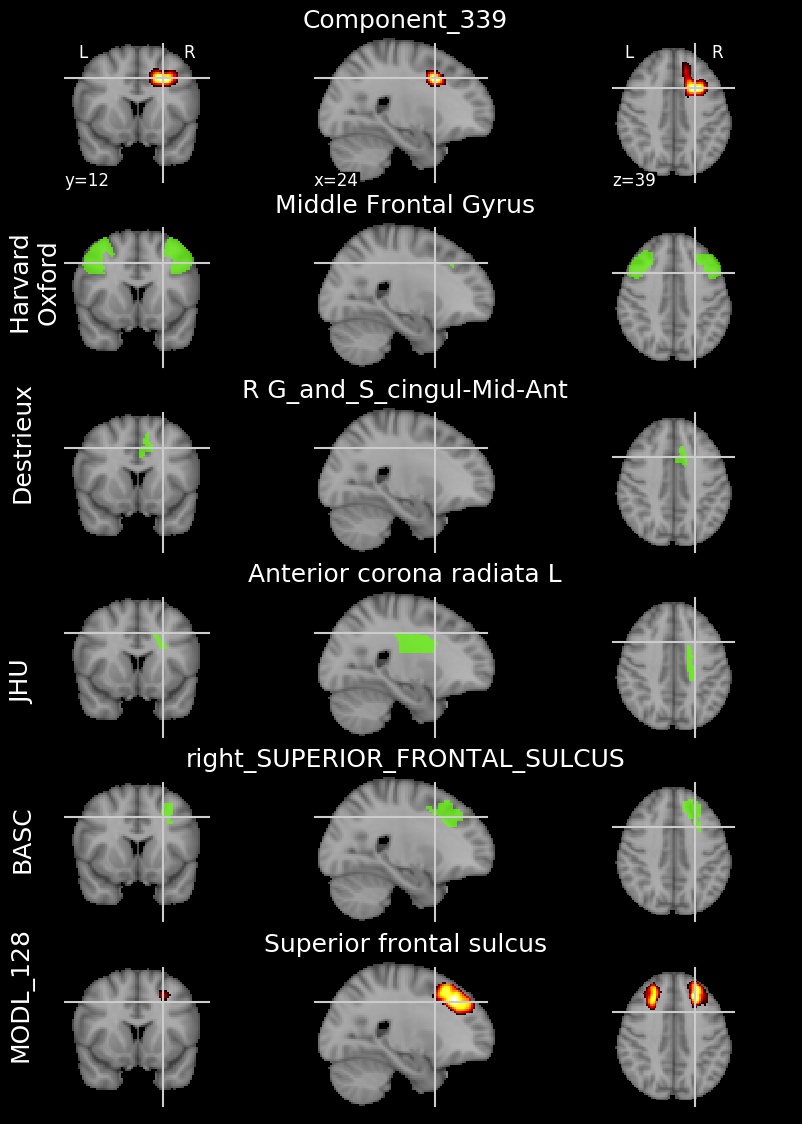 Component_339
L R L R
y=12 x=24 z=39
Middle Frontal Gyrus
Harvard
Oxford
R G_and_S_cingul-Mid-Ant
Destrieux
Anterior corona radiata L
JHU
right_SUPERIOR_FRONTAL_SULCUS
BASC
Superior frontal sulcus
MODL_128